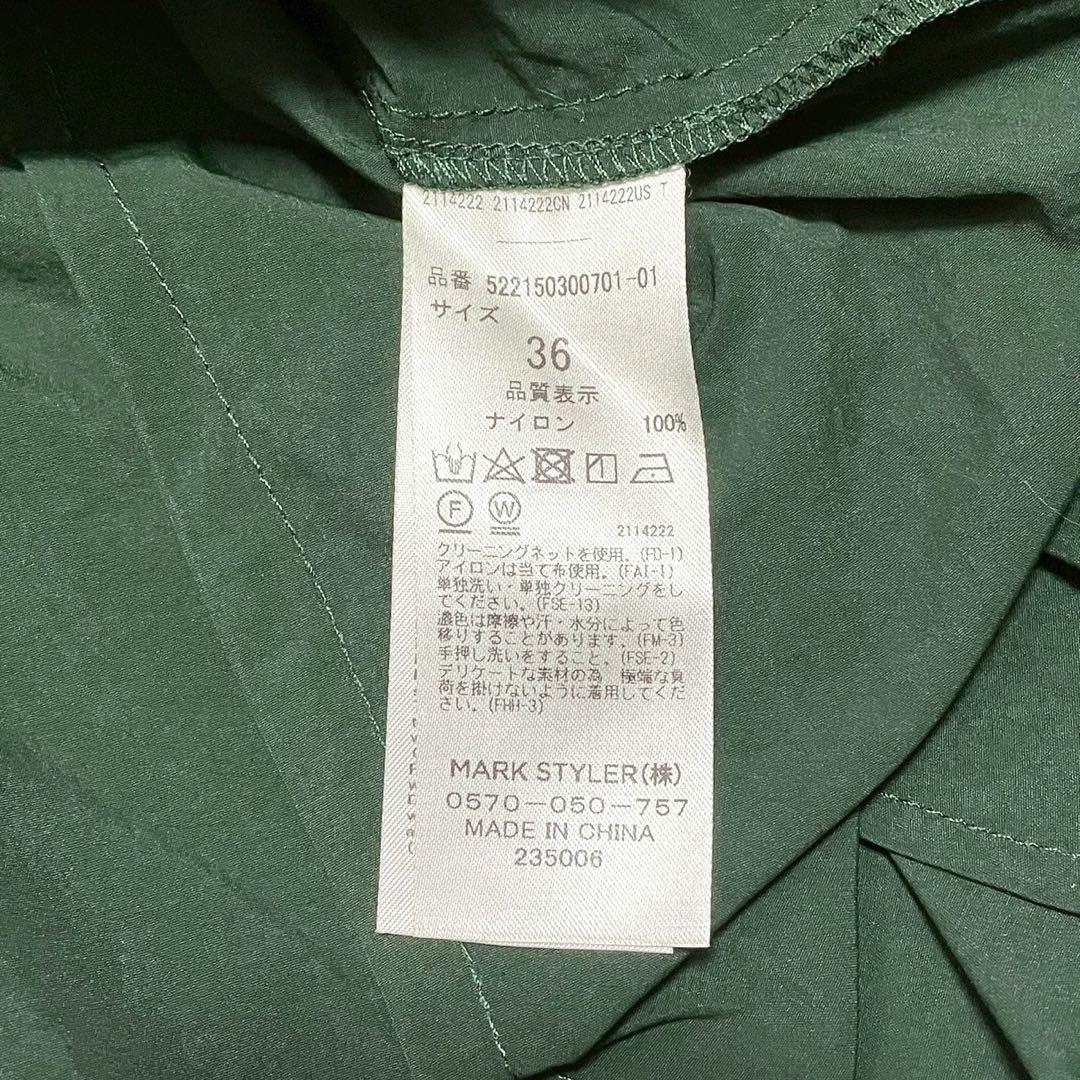 2114222 2114222CN 2114222US T
品番 522150300701-01
サイズ
36
品質表示
ナイロン 100%
F W
2114222
クリーニングネットを使用。(FD-1)
アイロンは当て布使用。(FAI-1)
単独洗い・単独クリーニングをし
てください。(FSE-13)
濃色は摩擦や汗・水分によって色
移りすることがあります。(FM-3)
手押し洗いをすること。(FSE-2)
デリケートな素材の為、極端な負
荷を掛けないように着用してくだ
さい。(FHH-3)
MARK STYLER(株)
0570-050-757
MADE IN CHINA
235006